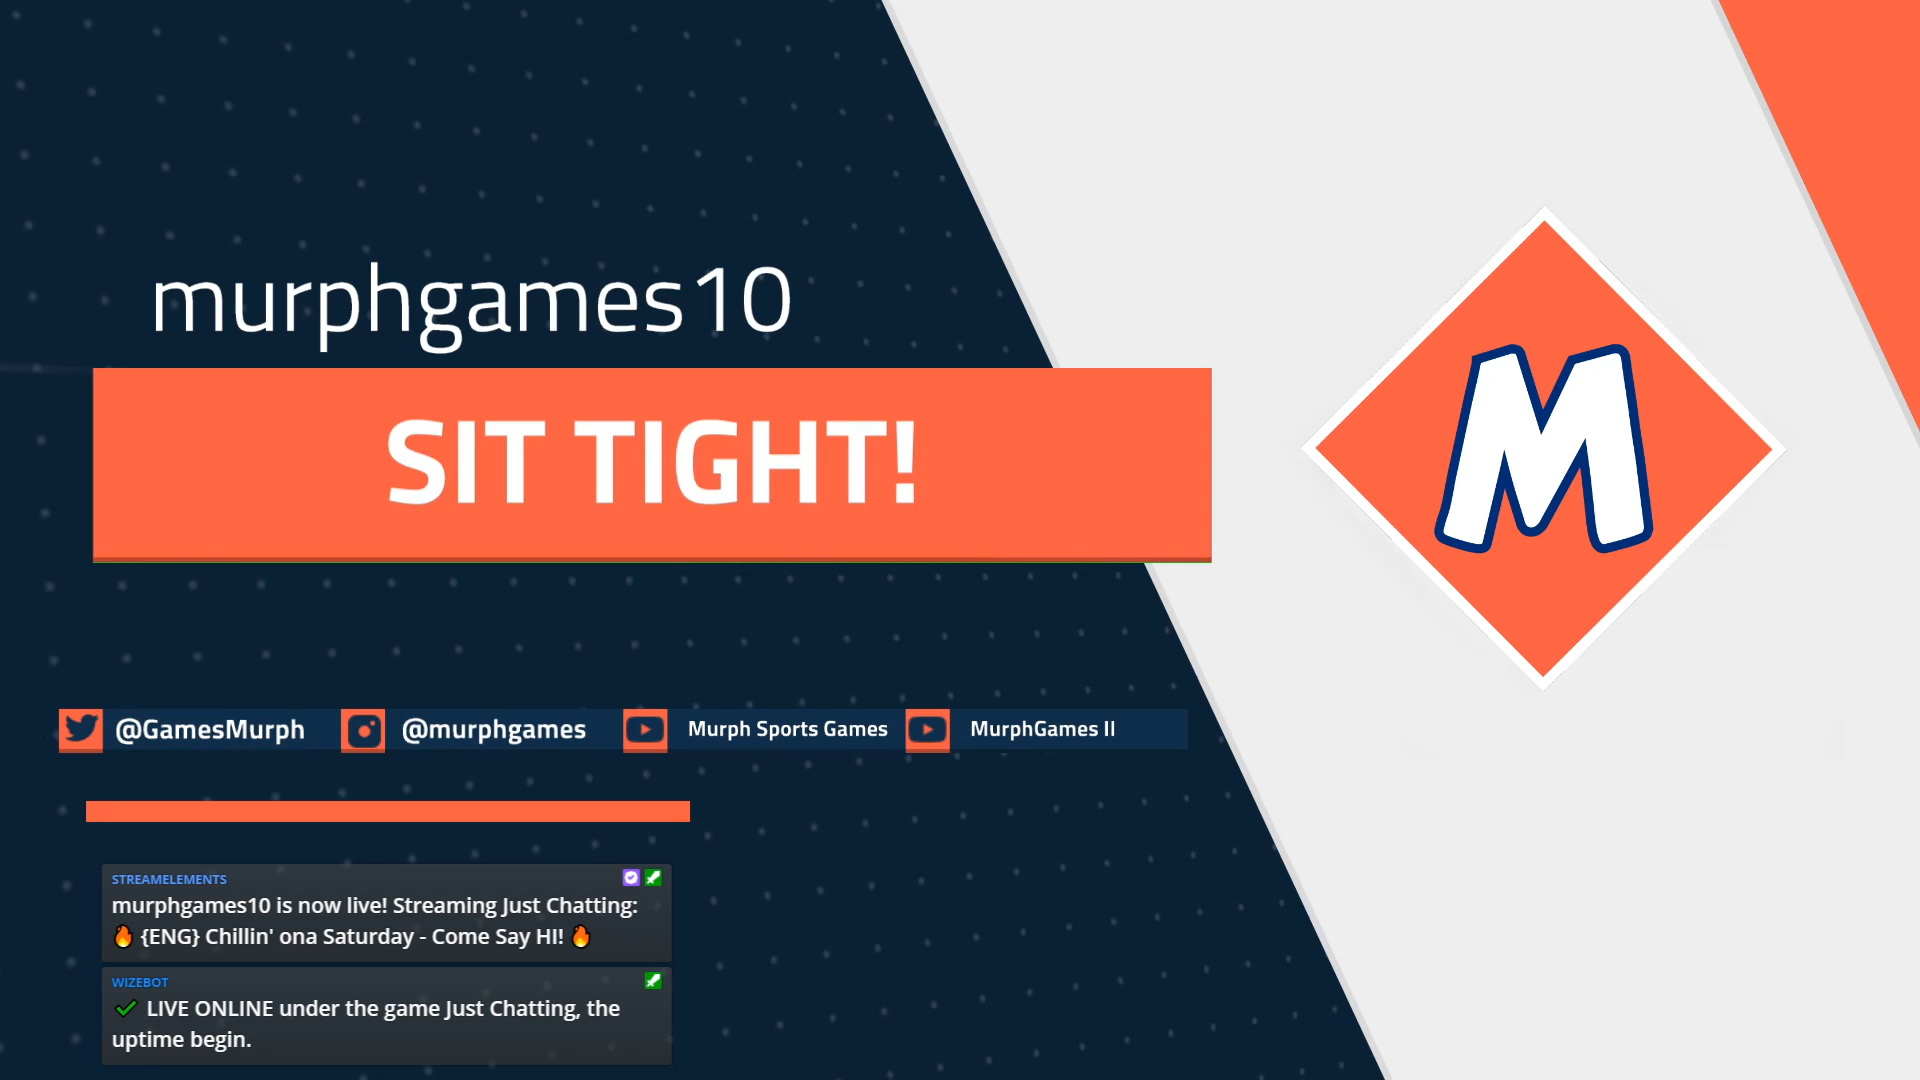 murphgames10
SIT TIGHT!
M
@GamesMurph @murphgames Murph Sports Games MurphGames II
STREAMELEMENTS
murphgames10 is now live! Streaming Just Chatting:
🔥 {ENG} Chillin' ona Saturday - Come Say HI! 🔥
WIZEBOT
✔ LIVE ONLINE under the game Just Chatting, the
uptime begin.